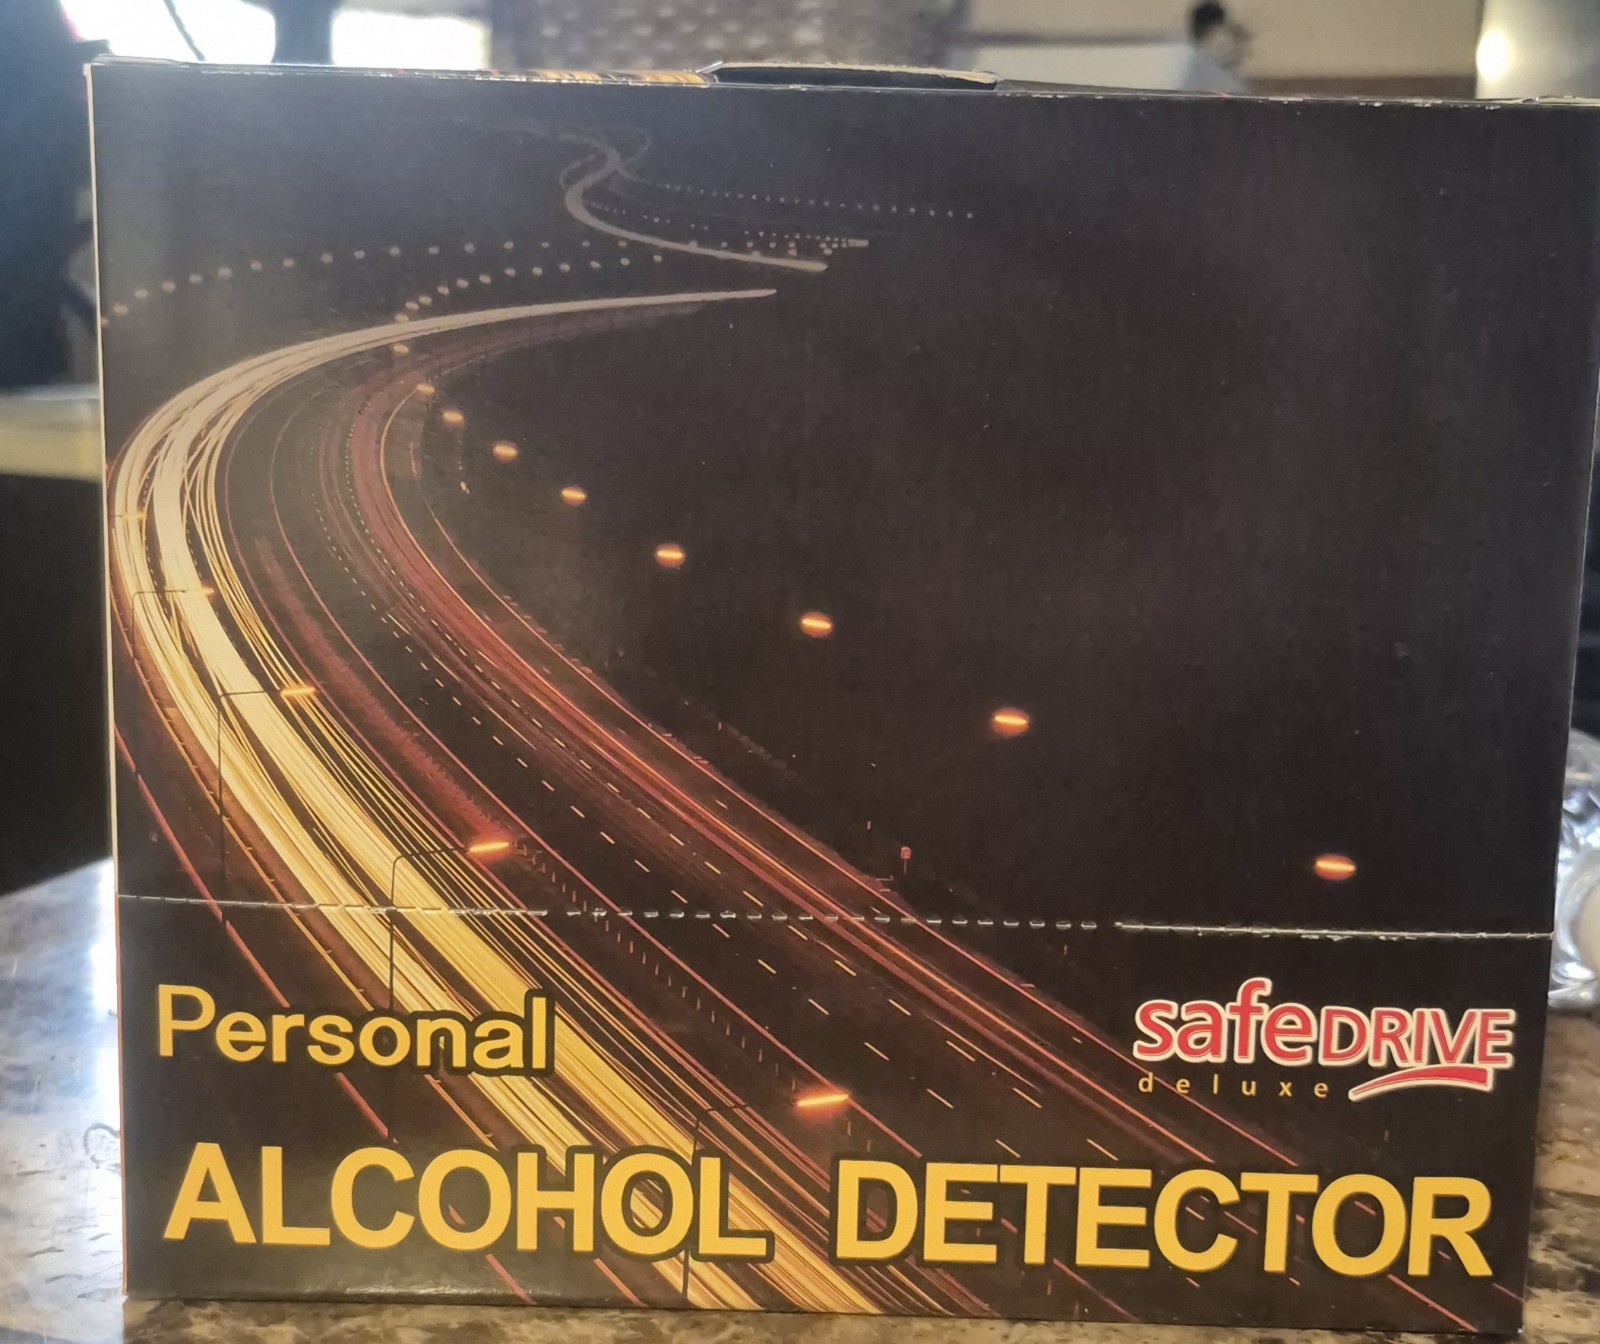 Personal
safeDRIVE
deluxe
ALCOHOL DETECTOR